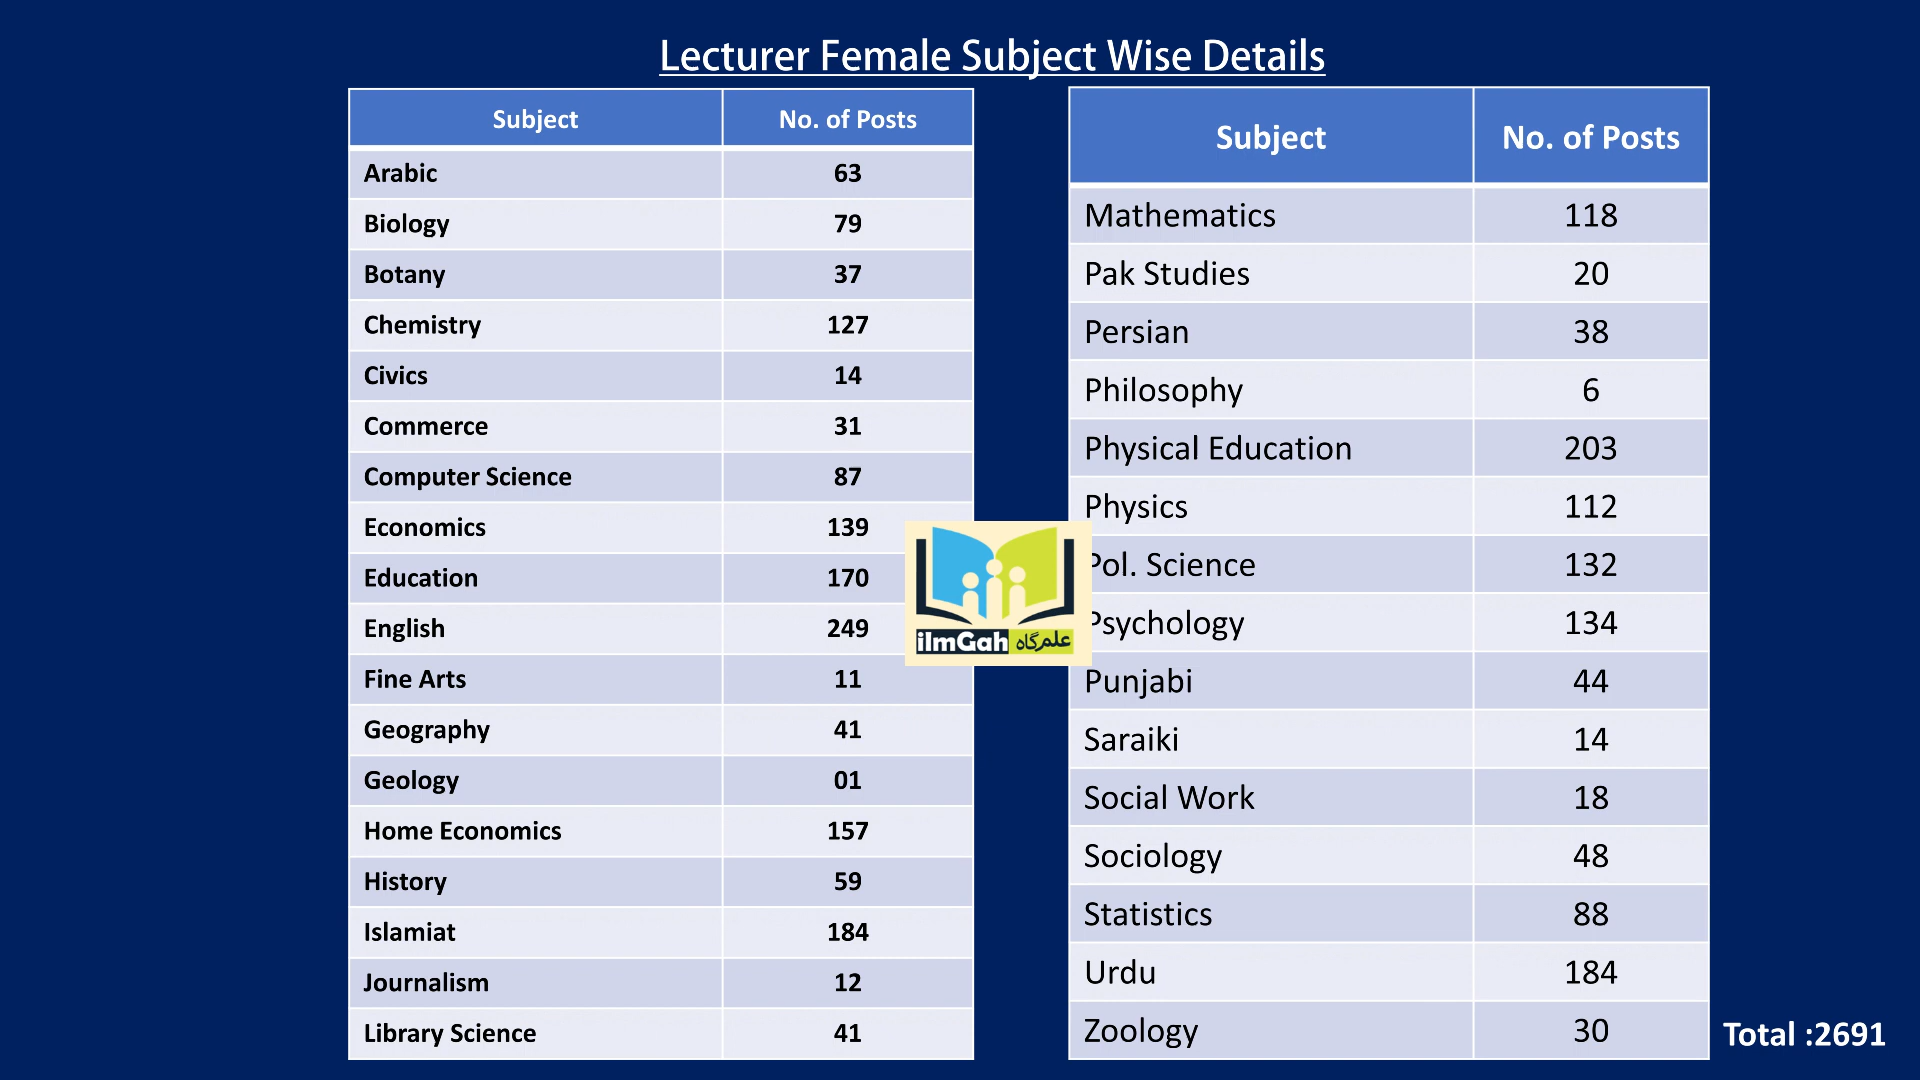 Lecturer Female Subject Wise Details
Subject No. of Posts
Arabic 63
Biology 79
Botany 37
Chemistry 127
Civics 14
Commerce 31
Computer Science 87
Economics 139
Education 170
English 249
Fine Arts 11
Geography 41
Geology 01
Home Economics 157
History 59
Islamiat 184
Journalism 12
Library Science 41
Subject No. of Posts
Mathematics 118
Pak Studies 20
Persian 38
Philosophy 6
Physical Education 203
Physics 112
Pol. Science 132
Psychology 134
Punjabi 44
Saraiki 14
Social Work 18
Sociology 48
Statistics 88
Urdu 184
Zoology 30
ilmGah علم گاہ
Total :2691